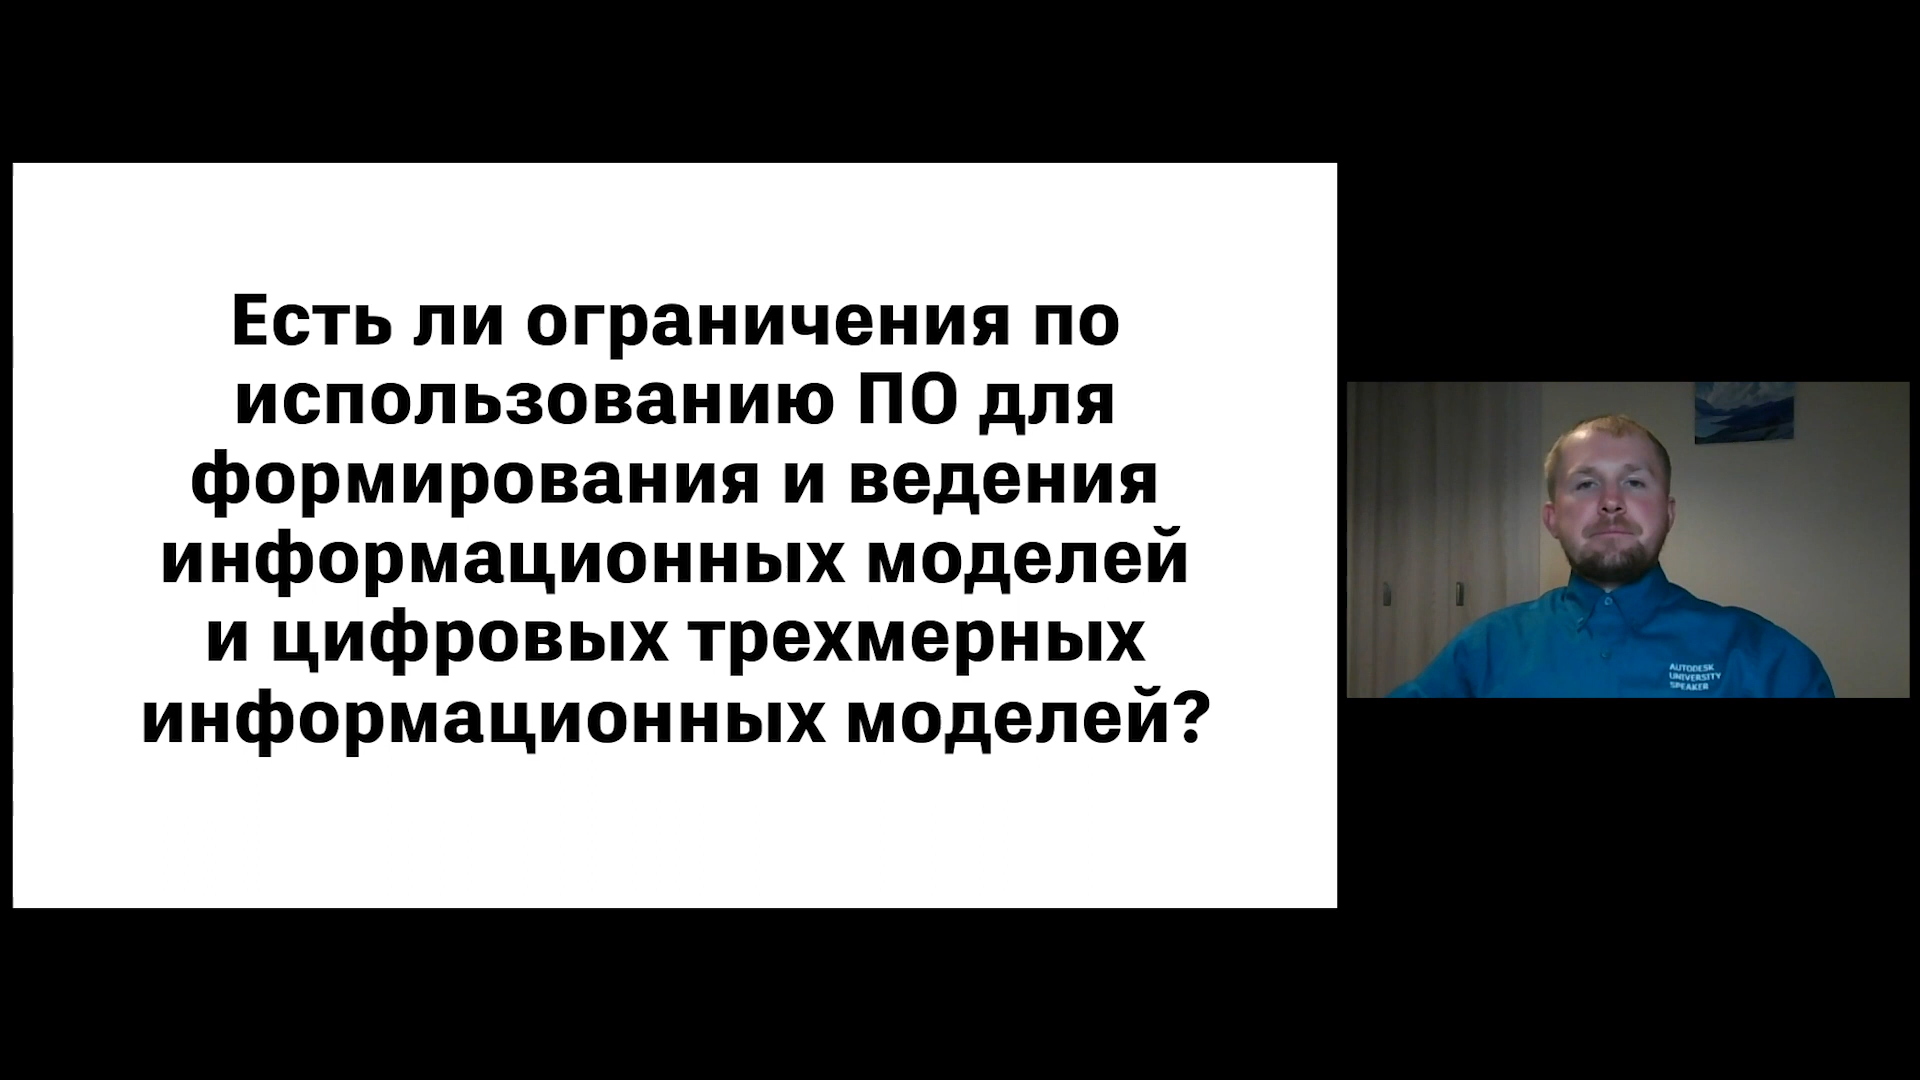 Есть ли ограничения по
использованию ПО для
формирования и ведения
информационных моделей
и цифровых трехмерных
информационных моделей?
AUTODESK
UNIVERSITY
SPEAKER